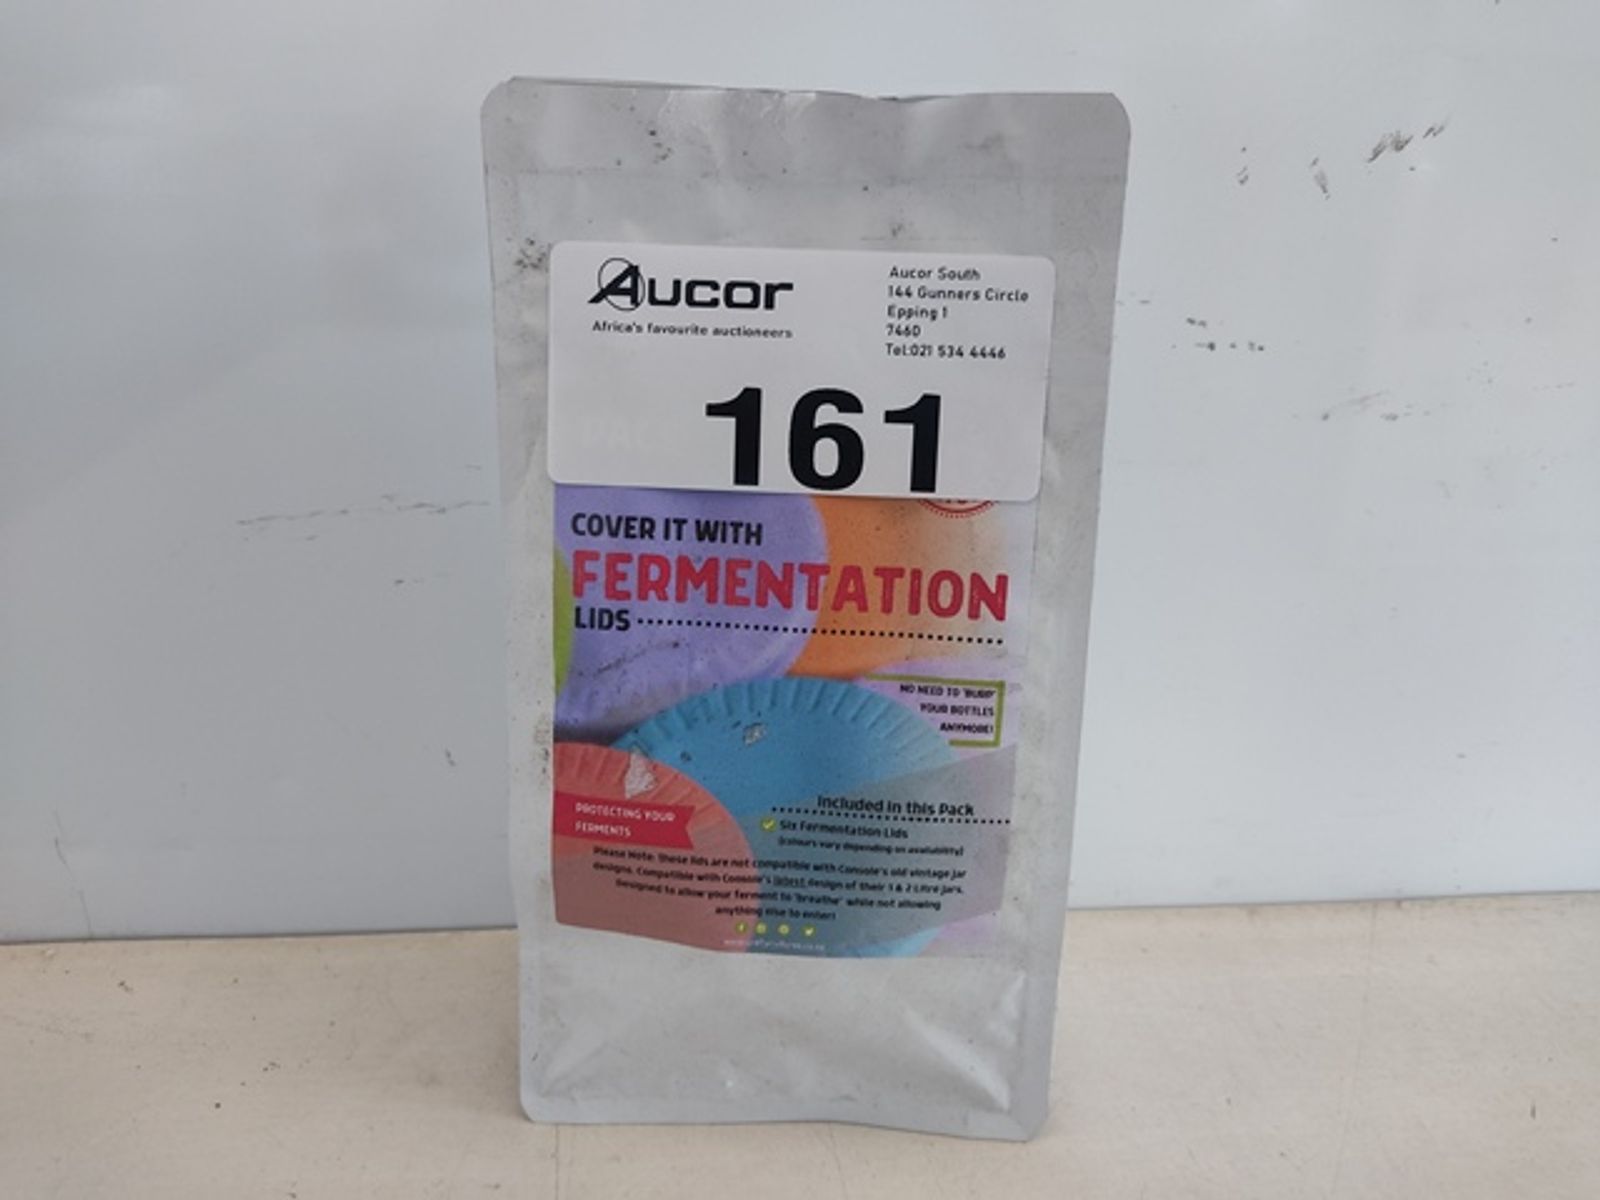 Aucor
Africa's favourite auctioneers
Aucor South
144 Gunners Circle
Epping 1
7460
Tel:021 534 4446
161
COVER IT WITH
FERMENTATION
LIDS
NO NEED TO 'BURP'
YOUR BOTTLES
ANYMORE!
PROTECTING YOUR
FERMENTS
Included in this Pack
Six Fermentation Lids
(colours vary depending on availability)
Please Note: these lids are not compatible with Console's old vintage jar
designs. Compatible with Console's latest design of their 1 & 2 Litre jars.
Designed to allow your ferment to 'breathe' while not allowing
anything else to enter!